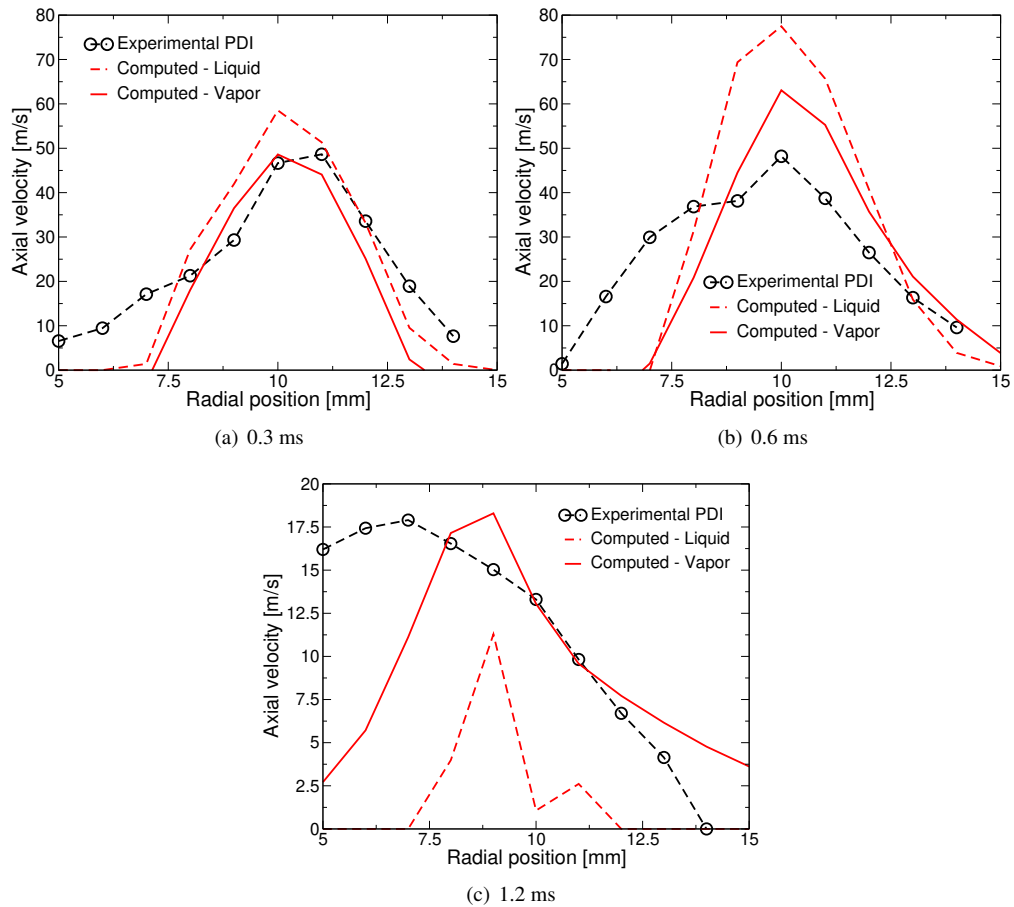 80
70
60
50
40
30
20
10
0
Axial velocity [m/s]
Experimental PDI
Computed - Liquid
Computed - Vapor
5
7.5
10
12.5
15
Radial position [mm]
(a) 0.3 ms
80
70
60
50
40
30
20
10
0
Axial velocity [m/s]
Experimental PDI
Computed - Liquid
Computed - Vapor
5
7.5
10
12.5
15
Radial position [mm]
(b) 0.6 ms
20
17.5
15
12.5
10
7.5
5
2.5
0
Axial velocity [m/s]
Experimental PDI
Computed - Liquid
Computed - Vapor
5
7.5
10
12.5
15
Radial position [mm]
(c) 1.2 ms